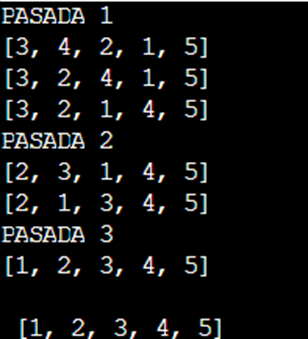 PASADA 1
[3, 4, 2, 1, 5]
[3, 2, 4, 1, 5]
[3, 2, 1, 4, 5]
PASADA 2
[2, 3, 1, 4, 5]
[2, 1, 3, 4, 5]
PASADA 3
[1, 2, 3, 4, 5]
[1, 2, 3, 4, 5]